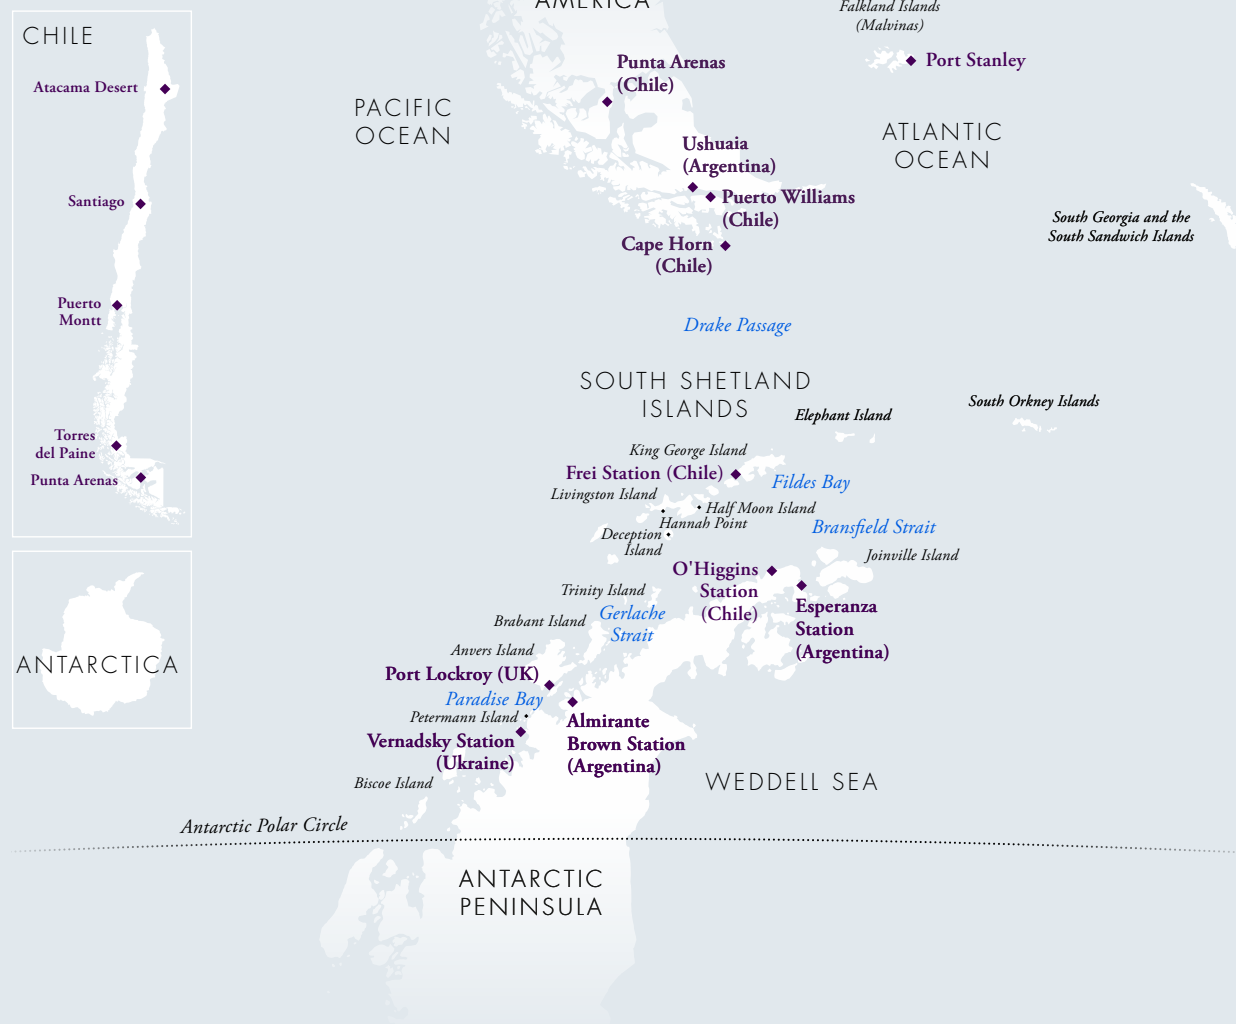 AMERICA
Falkland Islands
(Malvinas)
Port Stanley
CHILE
Atacama Desert
Santiago
Puerto
Montt
Torres
del Paine
Punta Arenas
ANTARCTICA
PACIFIC
OCEAN
Punta Arenas
(Chile)
ATLANTIC
OCEAN
Ushuaia
(Argentina)
Puerto Williams
(Chile)
Cape Horn
(Chile)
South Georgia and the
South Sandwich Islands
Drake Passage
SOUTH SHETLAND
ISLANDS
Elephant Island
South Orkney Islands
King George Island
Frei Station (Chile)
Fildes Bay
Livingston Island
Half Moon Island
Hannah Point
Deception
Island
Bransfield Strait
Joinville Island
O'Higgins
Station
(Chile)
Esperanza
Station
(Argentina)
Trinity Island
Gerlache
Strait
Brabant Island
Anvers Island
Port Lockroy (UK)
Paradise Bay
Petermann Island
Almirante
Brown Station
(Argentina)
Vernadsky Station
(Ukraine)
Biscoe Island
WEDDELL SEA
Antarctic Polar Circle
ANTARCTIC
PENINSULA